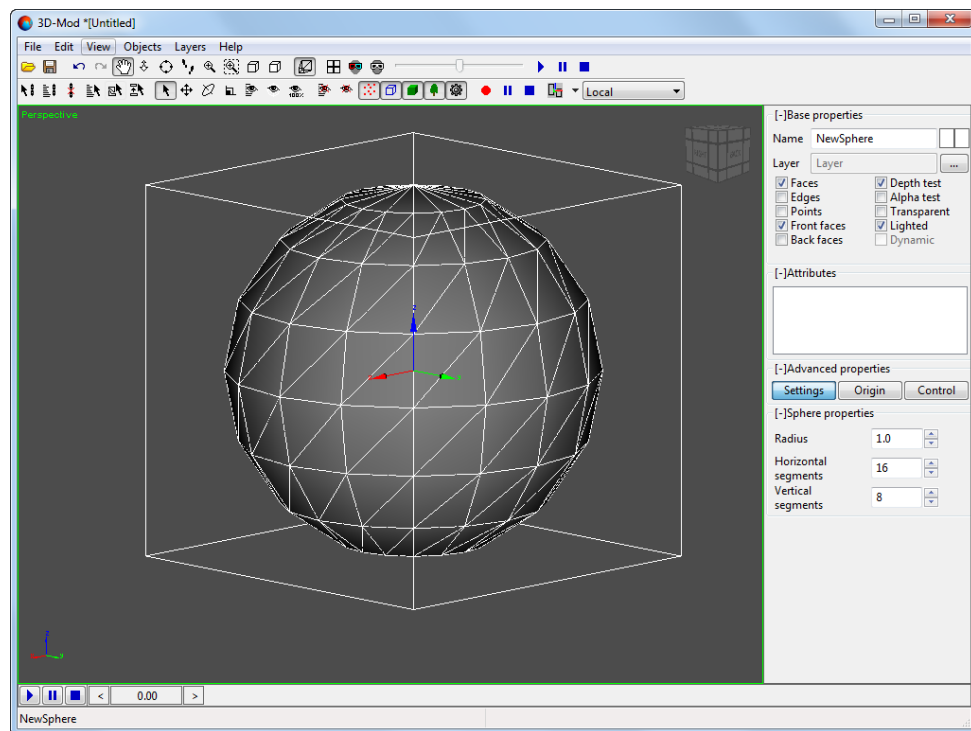 3D-Mod *[Untitled]
File Edit View Objects Layers Help
Local
Perspective
z
y
z
y
[-]Base properties
Name NewSphere
Layer Layer ...
Faces Depth test
Edges Alpha test
Points Transparent
Front faces Lighted
Back faces Dynamic
[-]Attributes
[-]Advanced properties
Settings Origin Control
[-]Sphere properties
Radius 1.0
Horizontal
segments 16
Vertical
segments 8
< 0.00 >
NewSphere